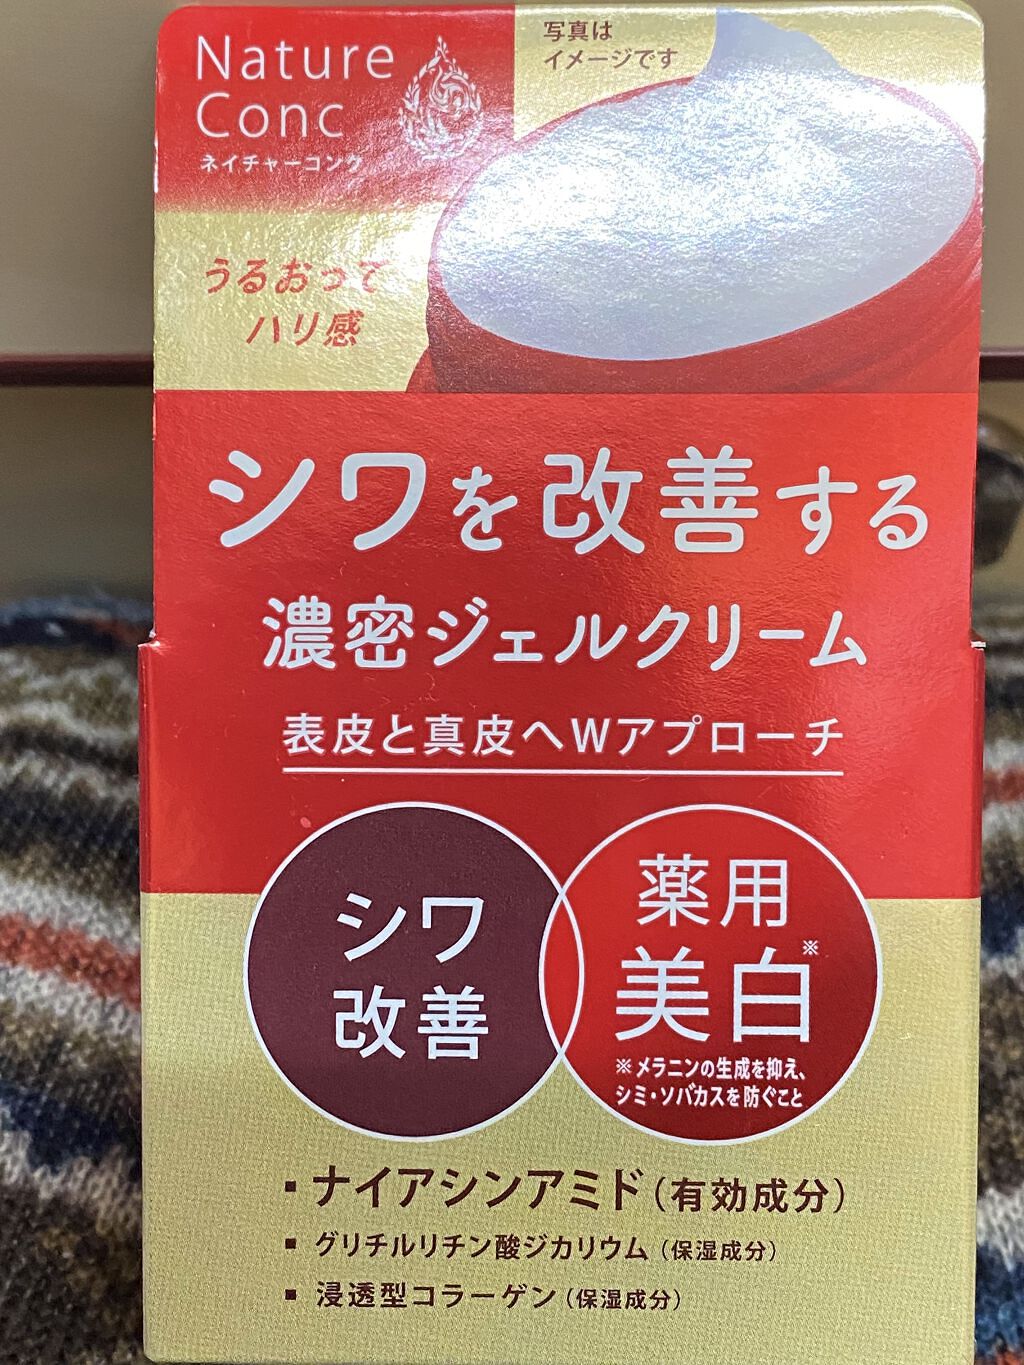 Nature
Conc
ネイチャーコンク
写真は
イメージです
うるおって
ハリ感
シワを改善する
濃密ジェルクリーム
表皮と真皮へWアプローチ
シワ
改善
薬用
美白※
※メラニンの生成を抑え、
シミ・ソバカスを防ぐこと
▪ナイアシンアミド(有効成分)
▪グリチルリチン酸ジカリウム(保湿成分)
▪浸透型コラーゲン(保湿成分)